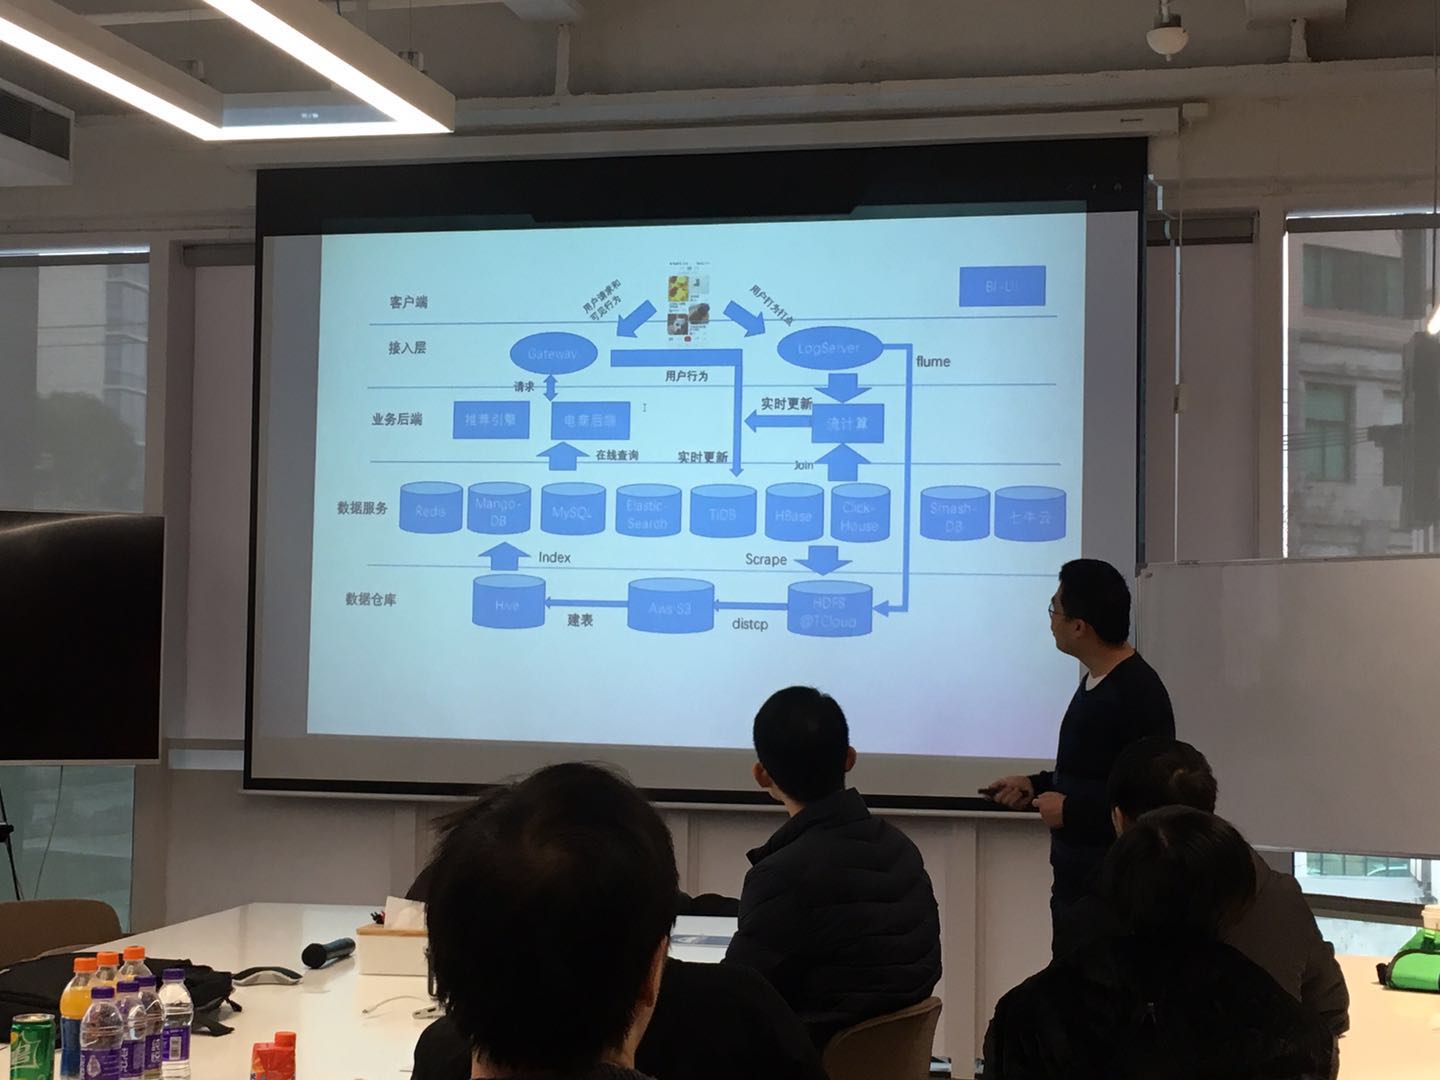 客户端
用户请求和
可见行为
用户行为打点
BI-UI
接入层
Gateway
LogServer
flume
用户行为
请求
业务后端
推荐引擎
电商后端
实时更新
流计算
在线查询
实时更新
Join
数据服务
Redis
Mango-
DB
MySQL
Elastic-
Search
TiDB
HBase
Click-
House
Smash-
DB
七牛云
Index
Scrape
数据仓库
Hive
建表
Aws-S3
distcp
HDFS
@TCloud